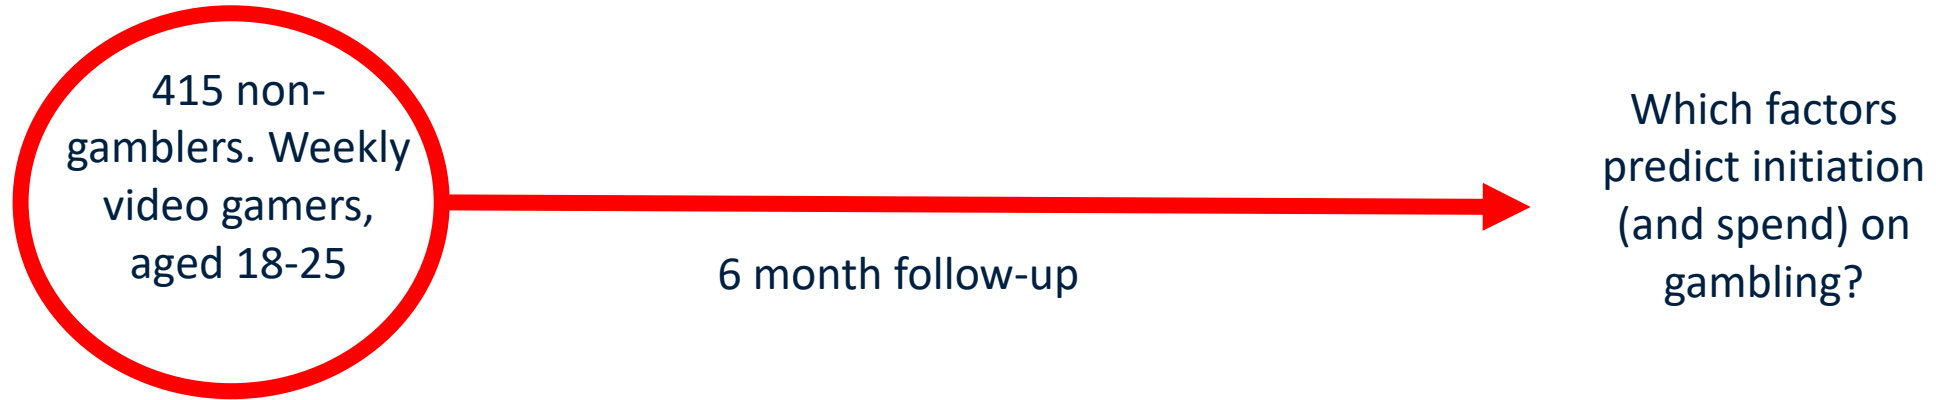 415 non-
gamblers. Weekly
video gamers,
aged 18-25
6 month follow-up
Which factors
predict initiation
(and spend) on
gambling?